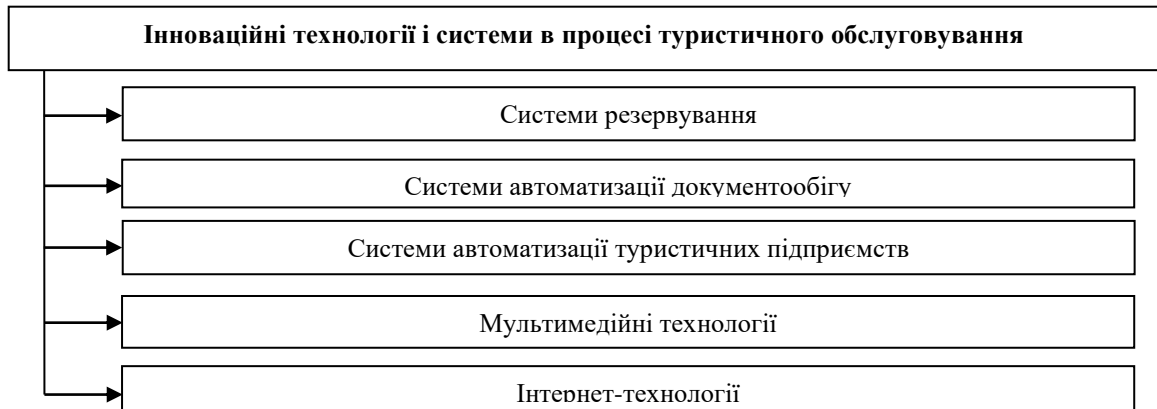 Інноваційні технології і системи в процесі туристичного обслуговування
Системи резервування
Системи автоматизації документообігу
Системи автоматизації туристичних підприємств
Мультимедійні технології
Інтернет-технології